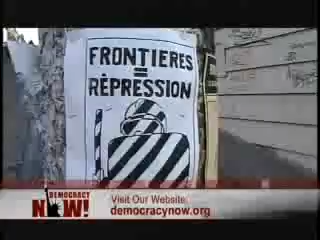 FRONTIERES
=
RÉPRESSION
DEMOCRACY
NOW!
Visit Our Website:
democracynow.org